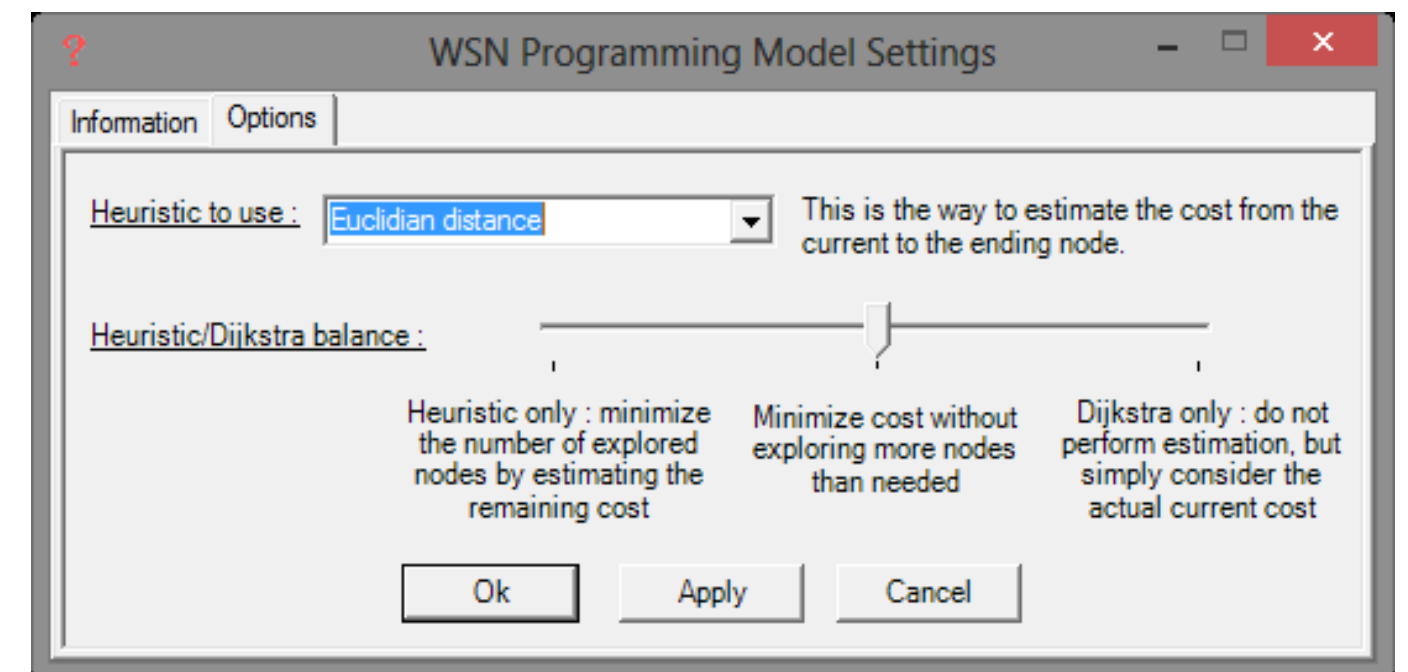 ?
WSN Programming Model Settings
Information
Options
Heuristic to use :
Euclidian distance
This is the way to estimate the cost from the
current to the ending node.
Heuristic/Dijkstra balance :
Heuristic only : minimize
the number of explored
nodes by estimating the
remaining cost
Minimize cost without
exploring more nodes
than needed
Dijkstra only : do not
perform estimation, but
simply consider the
actual current cost
Ok
Apply
Cancel